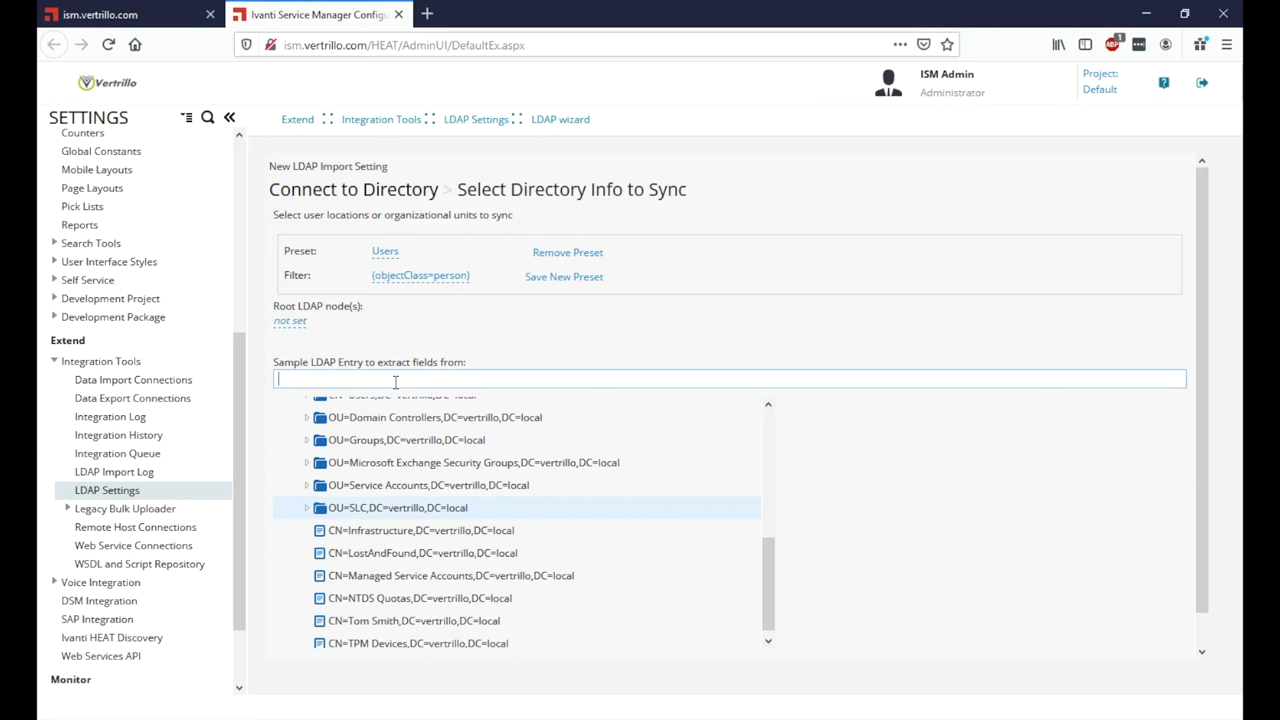 ism.vertrillo.com
Ivanti Service Manager Configu
ism.vertrillo.com/HEAT/AdminUI/DefaultEx.aspx
ABP
1
Vertrillo
ISM Admin
Administrator
Project:
Default
SETTINGS
Counters
Global Constants
Mobile Layouts
Page Layouts
Pick Lists
Reports
Search Tools
User Interface Styles
Self Service
Development Project
Development Package
Extend
Integration Tools
Data Import Connections
Data Export Connections
Integration Log
Integration History
Integration Queue
LDAP Import Log
LDAP Settings
Legacy Bulk Uploader
Remote Host Connections
Web Service Connections
WSDL and Script Repository
Voice Integration
DSM Integration
SAP Integration
Ivanti HEAT Discovery
Web Services API
Monitor
Extend Integration Tools LDAP Settings LDAP wizard
New LDAP Import Setting
Connect to Directory > Select Directory Info to Sync
Select user locations or organizational units to sync
Preset: Users Remove Preset
Filter: (objectClass=person) Save New Preset
Root LDAP node(s):
not set
Sample LDAP Entry to extract fields from:
CN=Users,DC=vertrillo,DC=local
OU=Domain Controllers,DC=vertrillo,DC=local
OU=Groups,DC=vertrillo,DC=local
OU=Microsoft Exchange Security Groups,DC=vertrillo,DC=local
OU=Service Accounts,DC=vertrillo,DC=local
OU=SLC,DC=vertrillo,DC=local
CN=Infrastructure,DC=vertrillo,DC=local
CN=LostAndFound,DC=vertrillo,DC=local
CN=Managed Service Accounts,DC=vertrillo,DC=local
CN=NTDS Quotas,DC=vertrillo,DC=local
CN=Tom Smith,DC=vertrillo,DC=local
CN=TPM Devices,DC=vertrillo,DC=local